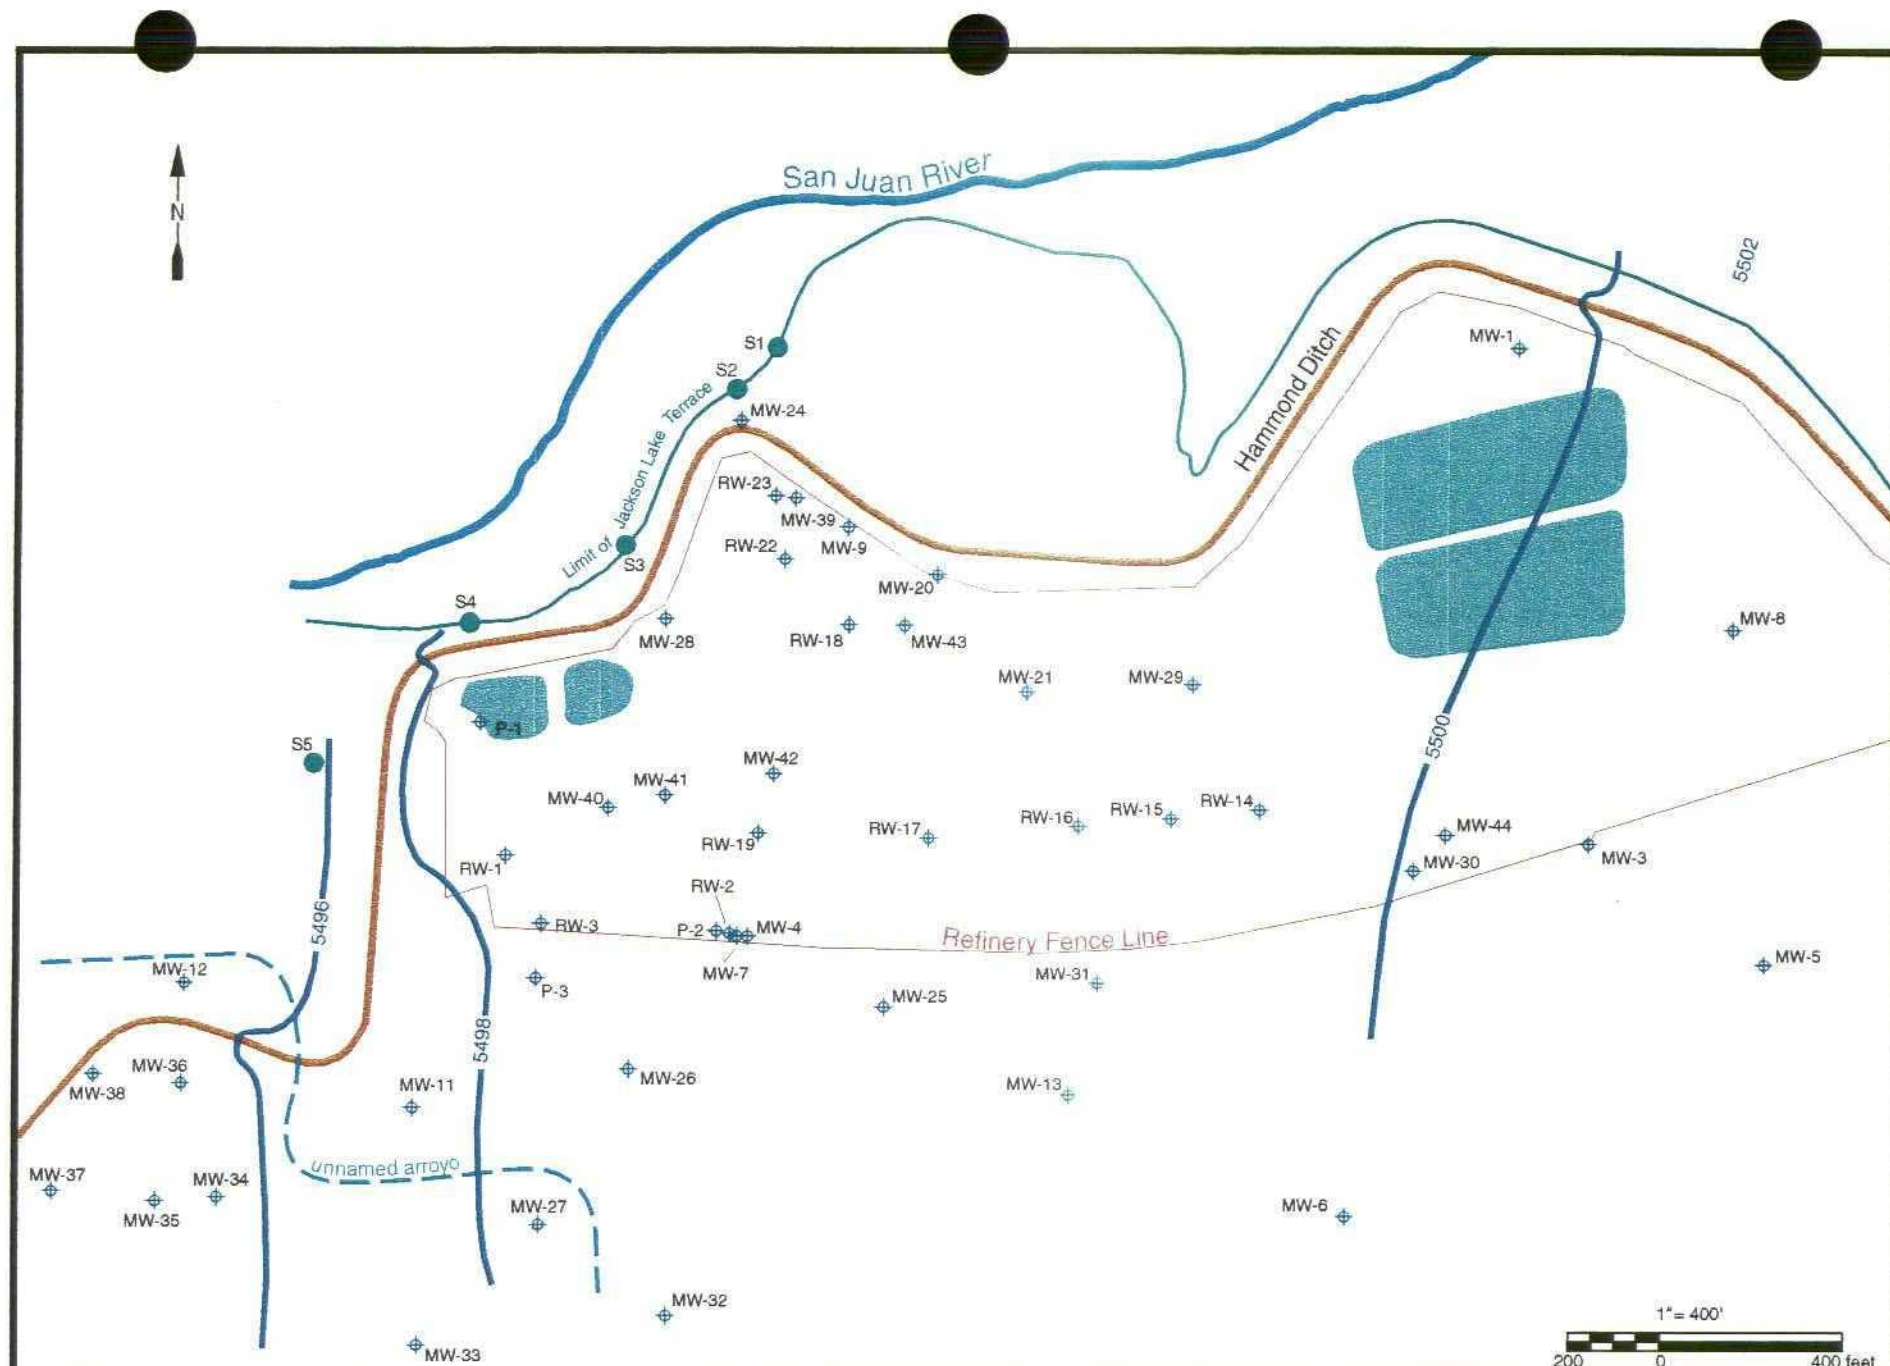 San Juan River
N
5502
MW-1
S1
S2
Limit of Jackson Lake Terrace
MW-24
Hammond Ditch
RW-23
MW-39
RW-22
MW-9
S3
MW-20
S4
MW-28
RW-18
MW-43
MW-8
MW-21
MW-29
P-1
5500
S5
MW-42
MW-41
MW-40
RW-14
RW-15
RW-16
RW-17
RW-19
MW-44
MW-3
MW-30
RW-1
RW-2
5496
RW-3
P-2
MW-4
Refinery Fence Line
MW-7
MW-12
P-3
MW-31
MW-5
MW-25
5498
MW-36
MW-38
MW-11
MW-26
MW-13
unnamed arroyo
MW-37
MW-34
MW-35
MW-27
MW-6
MW-32
MW-33
1"= 400'
200 0 400 feet